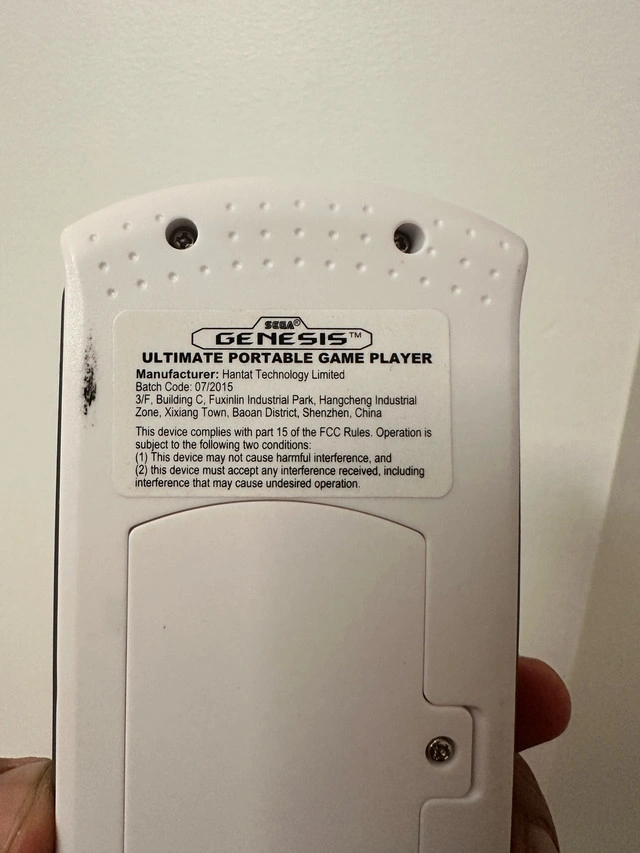 SEGA®
GENESIS™
ULTIMATE PORTABLE GAME PLAYER
Manufacturer: Hantat Technology Limited
Batch Code: 07/2015
3/F, Building C, Fuxinlin Industrial Park, Hangcheng Industrial
Zone, Xixiang Town, Baoan District, Shenzhen, China
This device complies with part 15 of the FCC Rules. Operation is
subject to the following two conditions:
(1) This device may not cause harmful interference, and
(2) this device must accept any interference received, including
interference that may cause undesired operation.